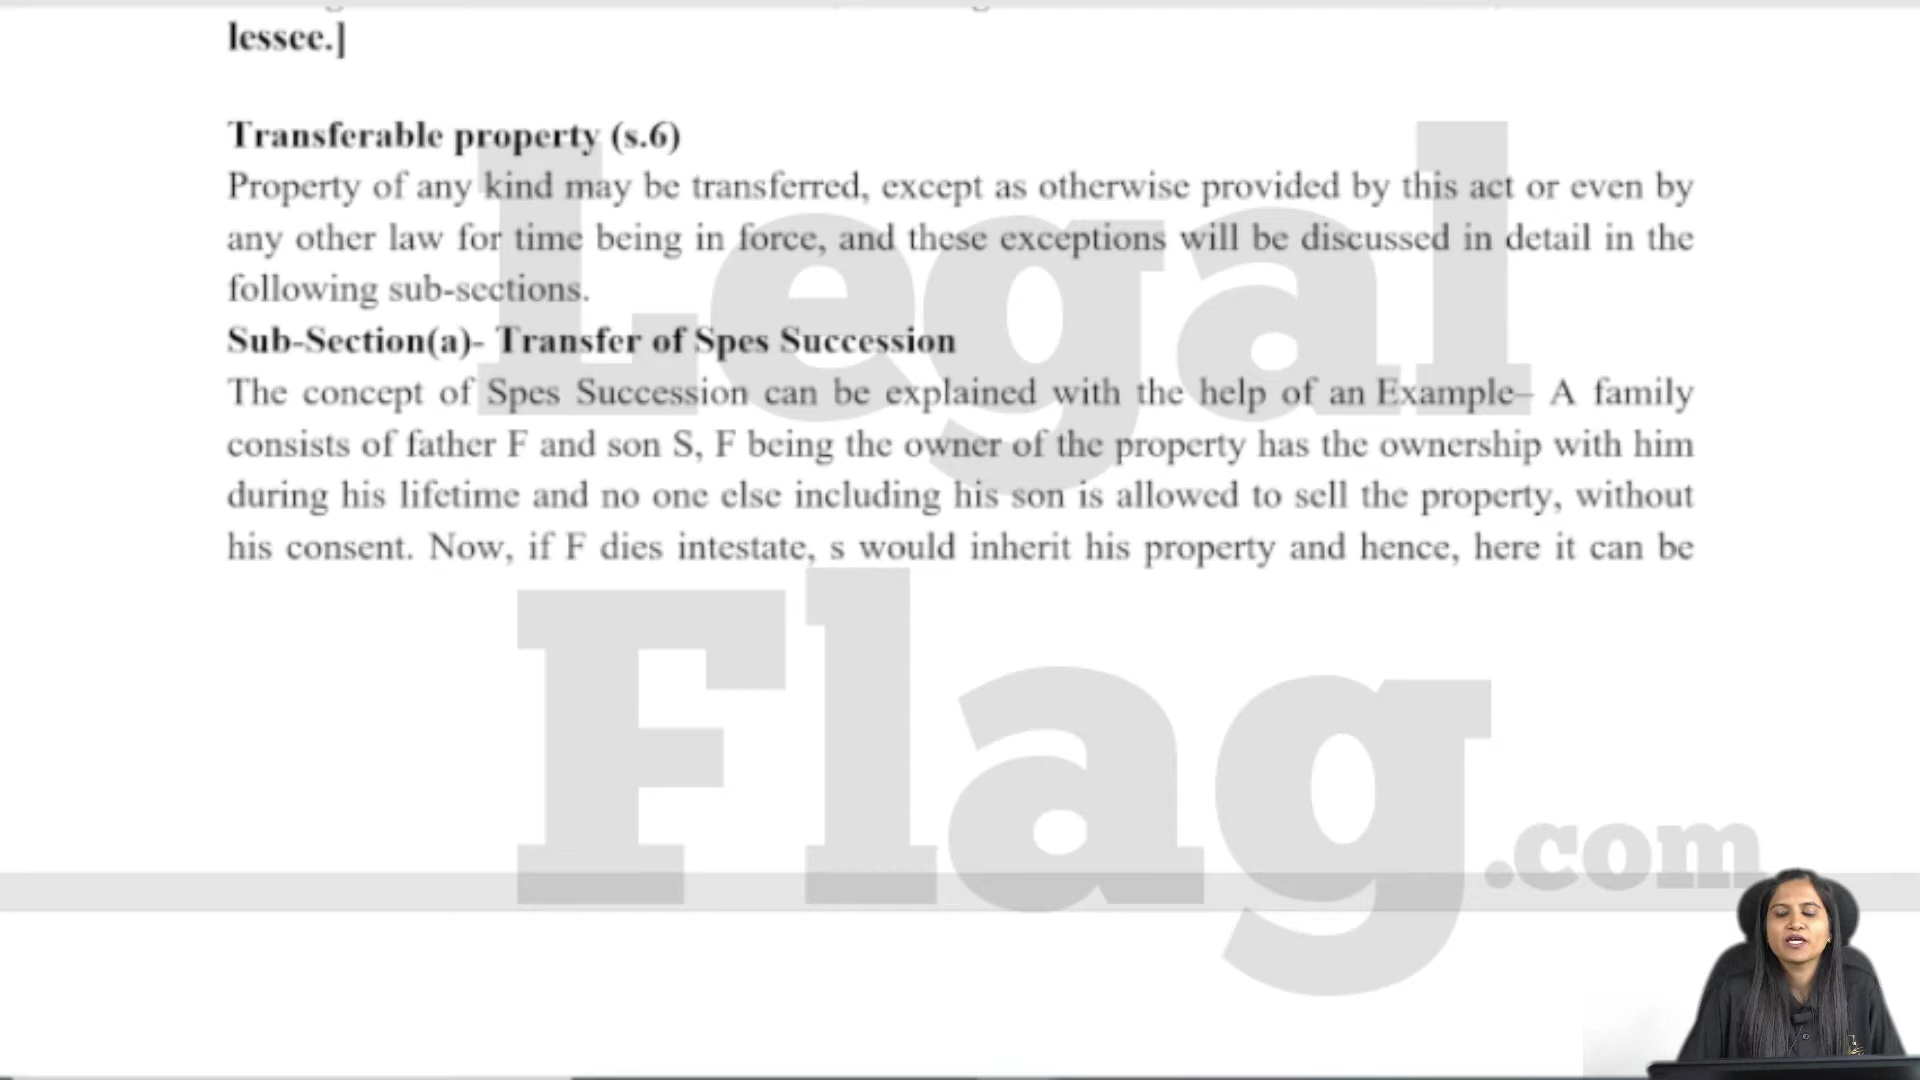 lessee.]
Transferable property (s.6)
Property of any kind may be transferred, except as otherwise provided by this act or even by
any other law for time being in force, and these exceptions will be discussed in detail in the
following sub-sections.
Sub-Section(a)- Transfer of Spes Succession
The concept of Spes Succession can be explained with the help of an Example– A family
consists of father F and son S, F being the owner of the property has the ownership with him
during his lifetime and no one else including his son is allowed to sell the property, without
his consent. Now, if F dies intestate, s would inherit his property and hence, here it can be
Legal
Flag.com